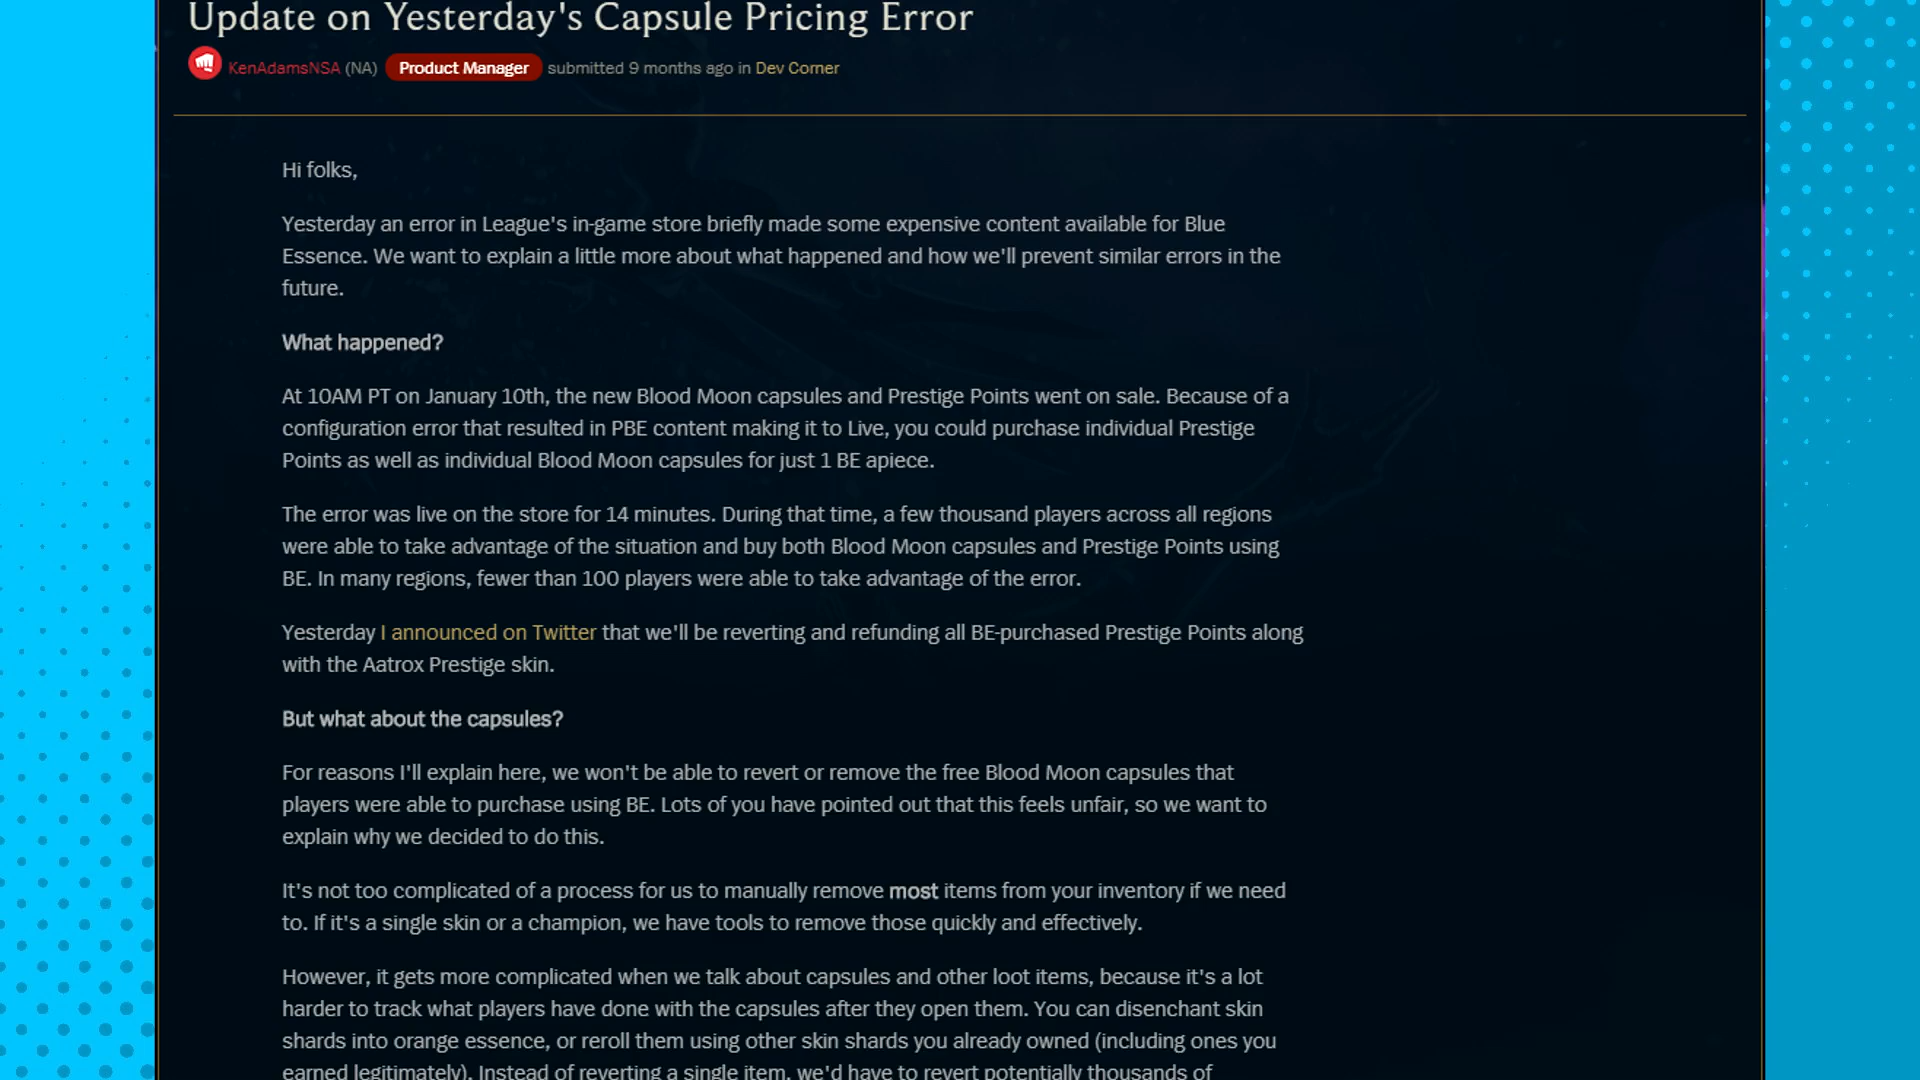 Update on Yesterday's Capsule Pricing Error
KenAdamsNSA (NA) Product Manager submitted 9 months ago in Dev Corner
Hi folks,
Yesterday an error in League's in-game store briefly made some expensive content available for Blue
Essence. We want to explain a little more about what happened and how we'll prevent similar errors in the
future.
What happened?
At 10AM PT on January 10th, the new Blood Moon capsules and Prestige Points went on sale. Because of a
configuration error that resulted in PBE content making it to Live, you could purchase individual Prestige
Points as well as individual Blood Moon capsules for just 1 BE apiece.
The error was live on the store for 14 minutes. During that time, a few thousand players across all regions
were able to take advantage of the situation and buy both Blood Moon capsules and Prestige Points using
BE. In many regions, fewer than 100 players were able to take advantage of the error.
Yesterday I announced on Twitter that we'll be reverting and refunding all BE-purchased Prestige Points along
with the Aatrox Prestige skin.
But what about the capsules?
For reasons I'll explain here, we won't be able to revert or remove the free Blood Moon capsules that
players were able to purchase using BE. Lots of you have pointed out that this feels unfair, so we want to
explain why we decided to do this.
It's not too complicated of a process for us to manually remove most items from your inventory if we need
to. If it's a single skin or a champion, we have tools to remove those quickly and effectively.
However, it gets more complicated when we talk about capsules and other loot items, because it's a lot
harder to track what players have done with the capsules after they open them. You can disenchant skin
shards into orange essence, or reroll them using other skin shards you already owned (including ones you
earned legitimately). Instead of reverting a single item, we'd have to revert potentially thousands of